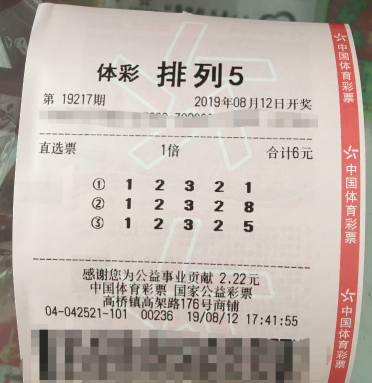 体彩 排列5
第 19217期 2019年08月12日开奖
直选票 1倍 合计6元
① 1 2 3 2 1
② 1 2 3 2 8
③ 1 2 3 2 5
感谢您为公益事业贡献 2.22元
中国体育彩票 国家公益彩票
高桥镇高架路176号商铺
04-042521-101 00236 19/08/12 17:41:55
中国体育彩票
中国体育彩票
中国体育彩票